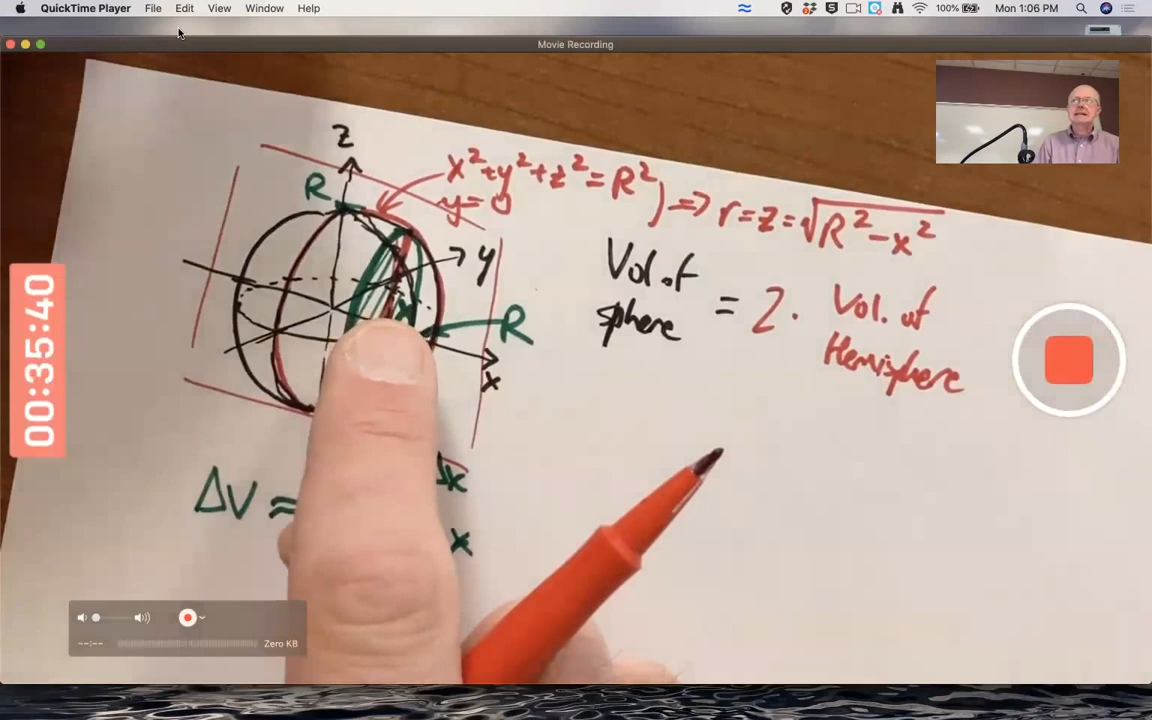 QuickTime Player File Edit View Window Help 100% Mon 1:06 PM
Movie Recording
z
R
x²+y²+z²=R²
y=0
⇒ r=z=√R²-x²
y
Vol. of
sphere
= 2. Vol. of
Hemisphere
R
x
00:35:40
ΔV ≈
Δx
x
--:-- Zero KB